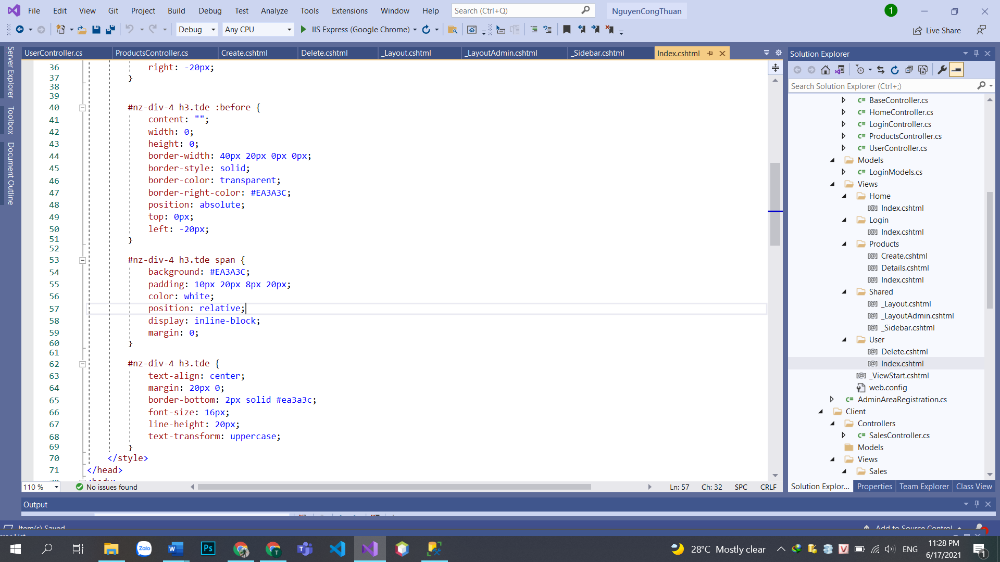 File Edit View Git Project Build Debug Test Analyze Tools Extensions Window Help Search (Ctrl+Q) NguyenCongThuan 1
Debug Any CPU IIS Express (Google Chrome) Live Share
Server Explorer
Toolbox
Document Outline
UserController.cs ProductsController.cs Create.cshtml Delete.cshtml _Layout.cshtml _LayoutAdmin.cshtml _Sidebar.cshtml Index.cshtml
36 right: -20px;
37 }
38
39
40 #nz-div-4 h3.tde :before {
41 content: "";
42 width: 0;
43 height: 0;
44 border-width: 40px 20px 0px 0px;
45 border-style: solid;
46 border-color: transparent;
47 border-right-color: #EA3A3C;
48 position: absolute;
49 top: 0px;
50 left: -20px;
51 }
52
53 #nz-div-4 h3.tde span {
54 background: #EA3A3C;
55 padding: 10px 20px 8px 20px;
56 color: white;
57 position: relative;
58 display: inline-block;
59 margin: 0;
60 }
61
62 #nz-div-4 h3.tde {
63 text-align: center;
64 margin: 20px 0;
65 border-bottom: 2px solid #ea3a3c;
66 font-size: 16px;
67 line-height: 20px;
68 text-transform: uppercase;
69 }
70 </style>
71 </head>
110 % No issues found Ln: 57 Ch: 32 SPC CRLF
Solution Explorer
Search Solution Explorer (Ctrl+;)
C# BaseController.cs
C# HomeController.cs
C# LoginController.cs
C# ProductsController.cs
C# UserController.cs
Models
C# LoginModels.cs
Views
Home
[@] Index.cshtml
Login
[@] Index.cshtml
Products
[@] Create.cshtml
[@] Details.cshtml
[@] Index.cshtml
Shared
[@] _Layout.cshtml
[@] _LayoutAdmin.cshtml
[@] _Sidebar.cshtml
User
[@] Delete.cshtml
[@] Index.cshtml
[@] _ViewStart.cshtml
web.config
C# AdminAreaRegistration.cs
Client
Controllers
C# SalesController.cs
Models
Views
Sales
Solution Explor... Properties Team Explorer Class View
Output
Item(s) Saved Add to Source Control
Zalo Ps T 28°C Mostly clear ENG
11:28 PM
6/17/2021
1